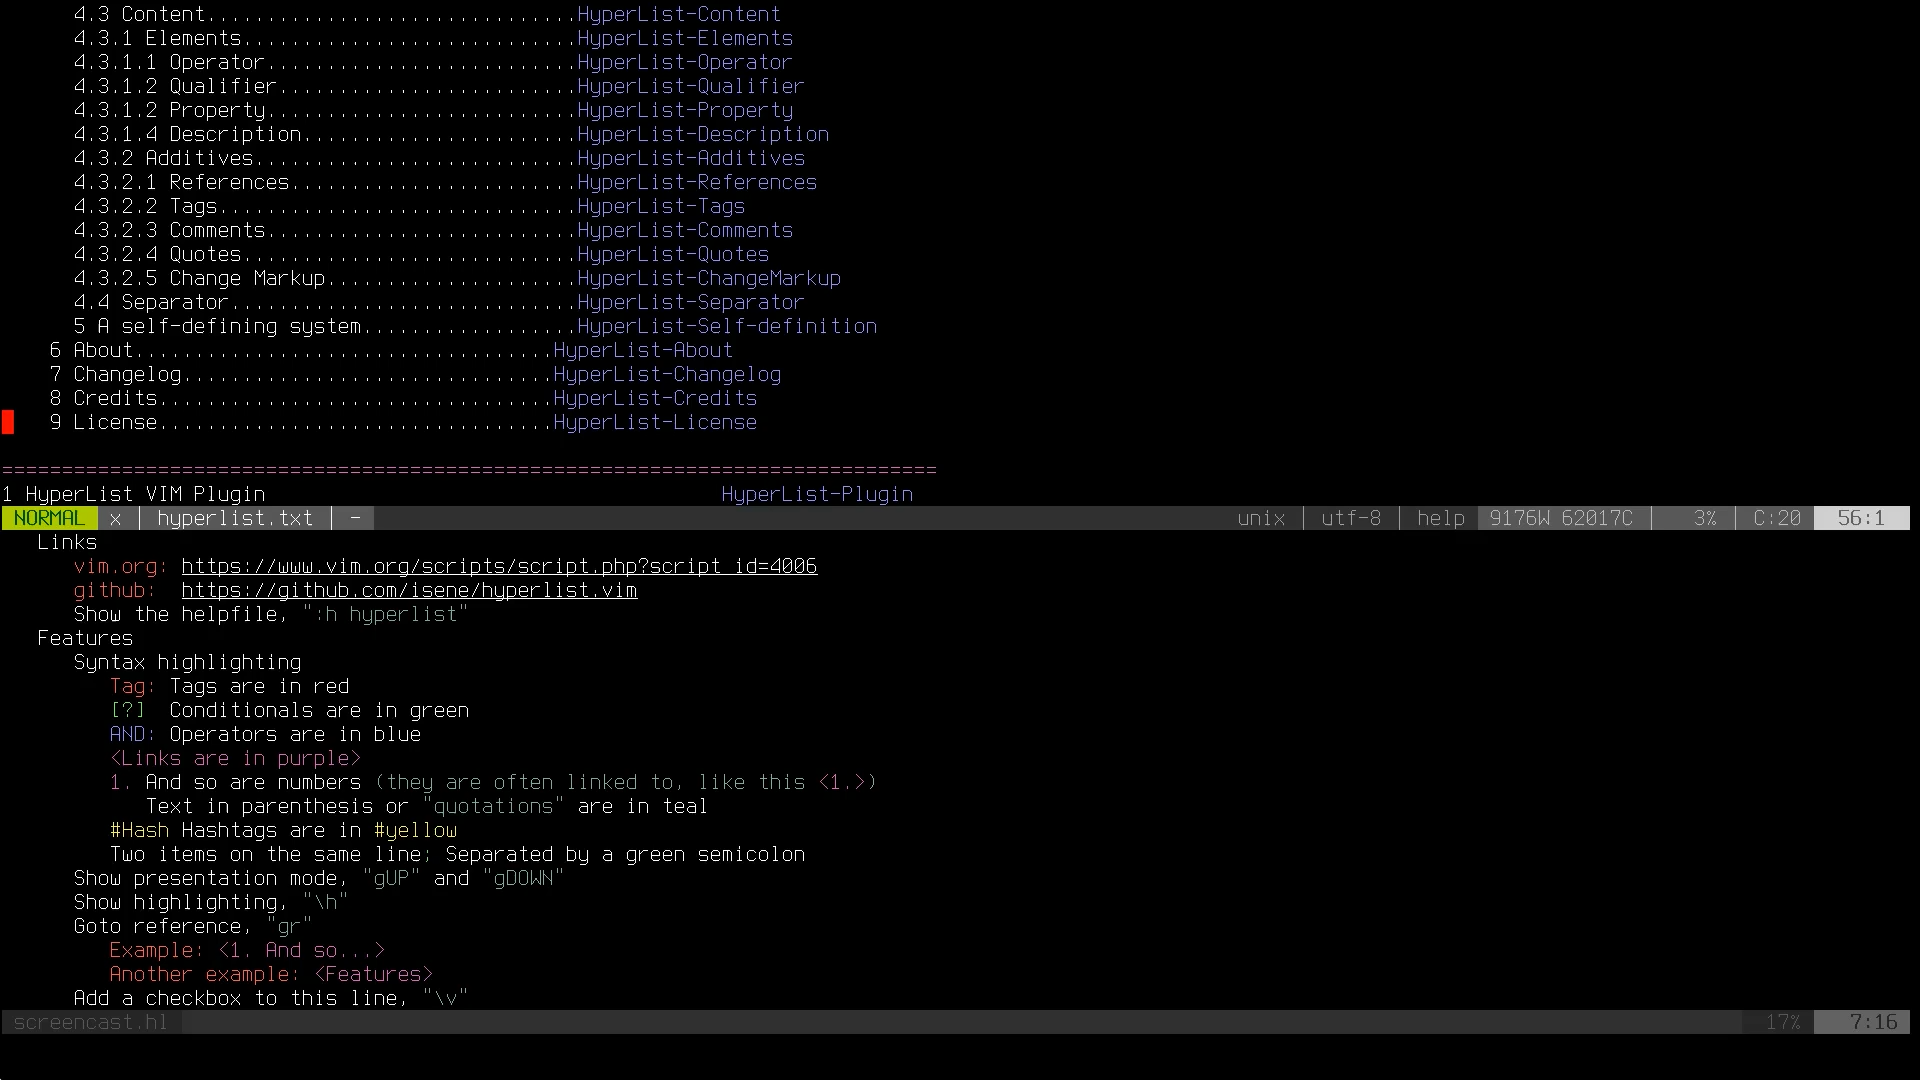 4.3 Content...............................HyperList-Content
4.3.1 Elements............................HyperList-Elements
4.3.1.1 Operator..........................HyperList-Operator
4.3.1.2 Qualifier.........................HyperList-Qualifier
4.3.1.2 Property..........................HyperList-Property
4.3.1.4 Description.......................HyperList-Description
4.3.2 Additives...........................HyperList-Additives
4.3.2.1 References........................HyperList-References
4.3.2.2 Tags..............................HyperList-Tags
4.3.2.3 Comments..........................HyperList-Comments
4.3.2.4 Quotes............................HyperList-Quotes
4.3.2.5 Change Markup.....................HyperList-ChangeMarkup
4.4 Separator.............................HyperList-Separator
5 A self-defining system..................HyperList-Self-definition
6 About...................................HyperList-About
7 Changelog...............................HyperList-Changelog
8 Credits.................................HyperList-Credits
9 License.................................HyperList-License
==============================================================================
1 HyperList VIM Plugin HyperList-Plugin
NORMAL x | hyperlist.txt | - unix | utf-8 | help 9176W 62017C | 3% | C:20 56:1
Links
vim.org: https://www.vim.org/scripts/script.php?script_id=4006
github: https://github.com/isene/hyperlist.vim
Show the helpfile, ":h hyperlist"
Features
Syntax highlighting
Tag: Tags are in red
[?] Conditionals are in green
AND: Operators are in blue
<Links are in purple>
1. And so are numbers (they are often linked to, like this <1.>)
Text in parenthesis or "quotations" are in teal
#Hash Hashtags are in #yellow
Two items on the same line; Separated by a green semicolon
Show presentation mode, "gUP" and "gDOWN"
Show highlighting, "\h"
Goto reference, "gr"
Example: <1. And so...>
Another example: <Features>
Add a checkbox to this line, "\v"
screencast.hl 17% 7:16